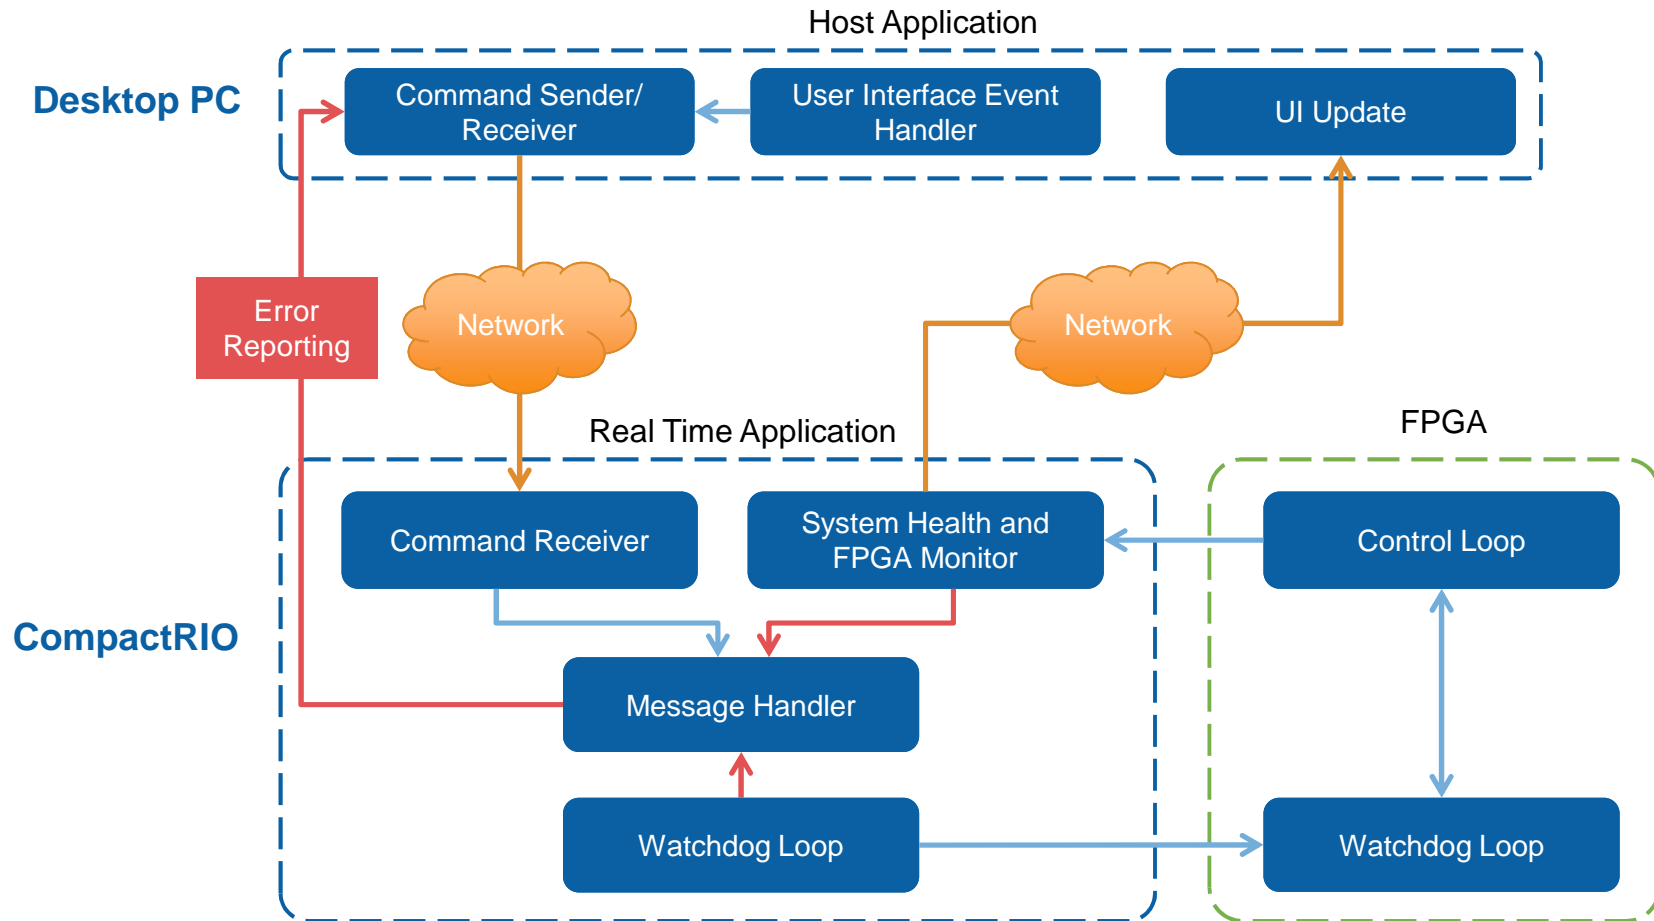 Host Application
Desktop PC
Command Sender/
Receiver
User Interface Event
Handler
UI Update
Error
Reporting
Network
Network
Real Time Application
FPGA
CompactRIO
Command Receiver
System Health and
FPGA Monitor
Control Loop
Message Handler
Watchdog Loop
Watchdog Loop